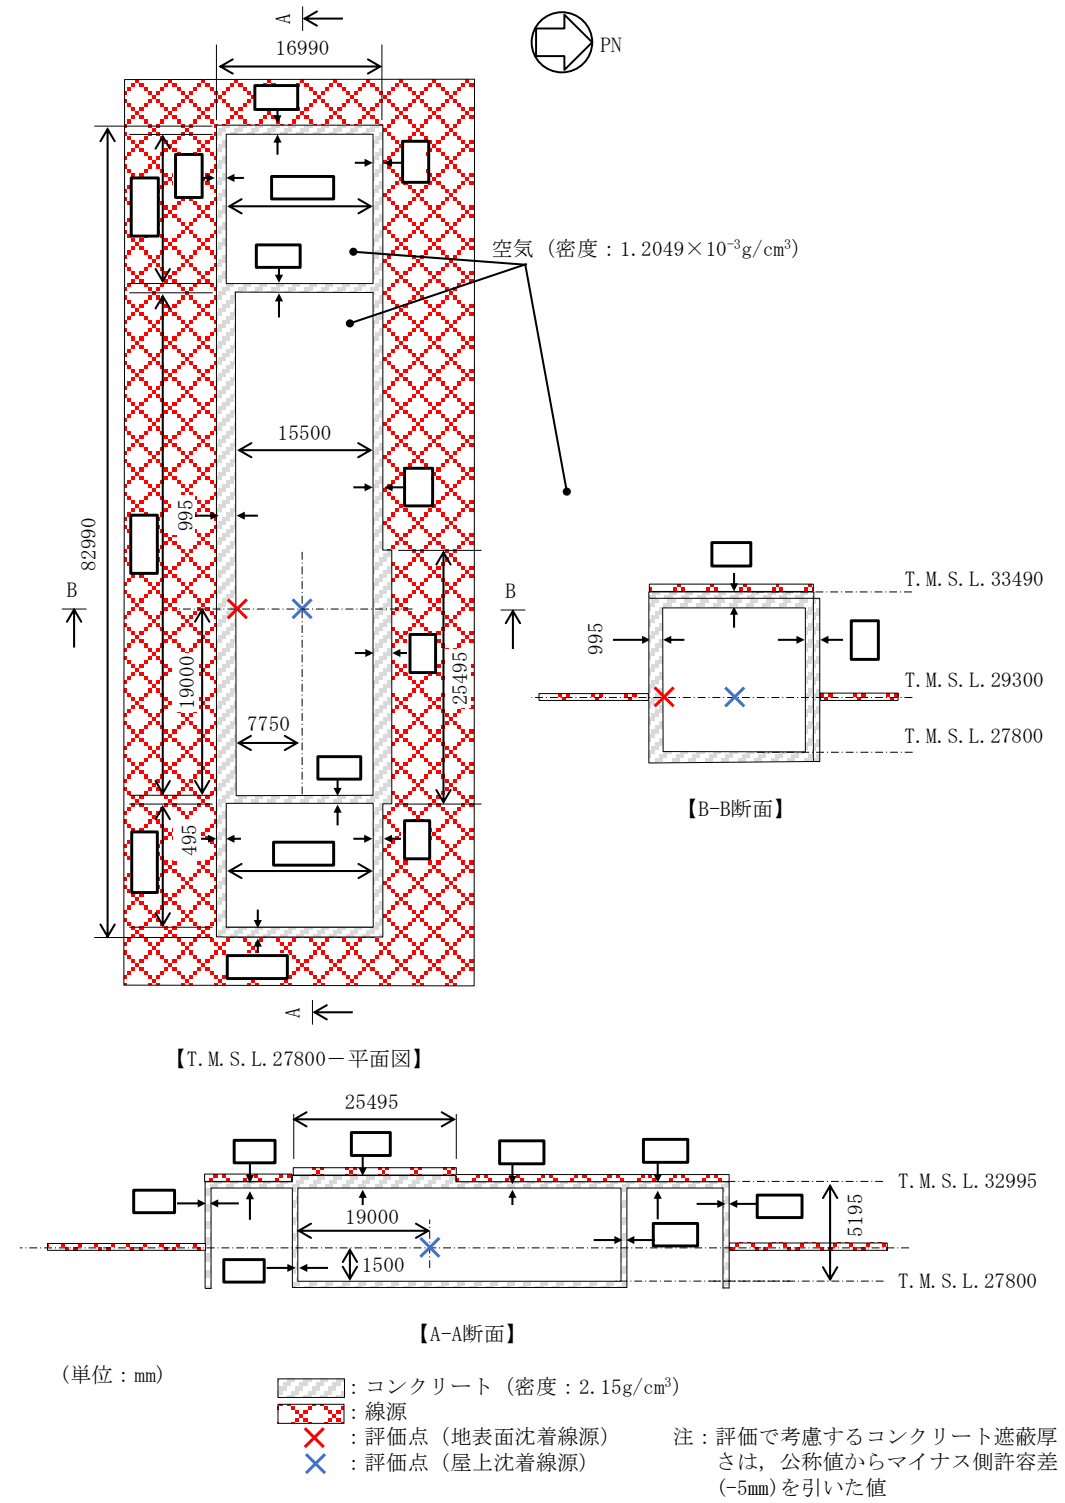 A
16990
PN
空気（密度：1.2049×10⁻³g/cm³）
15500
995
82990
B
B
19000
25495
7750
495
A
【T.M.S.L.27800－平面図】
T.M.S.L.33490
995
T.M.S.L.29300
T.M.S.L.27800
【B-B断面】
25495
T.M.S.L.32995
19000
5195
1500
T.M.S.L.27800
【A-A断面】
（単位：mm）
：コンクリート（密度：2.15g/cm³）
：線源
：評価点（地表面沈着線源）
：評価点（屋上沈着線源）
注：評価で考慮するコンクリート遮蔽厚
さは，公称値からマイナス側許容差
(-5mm)を引いた値